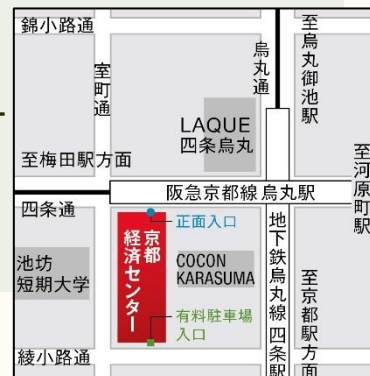 錦小路通
室町通
烏丸通
至烏丸御池駅
LAQUE
四条烏丸
至梅田駅方面
至河原町駅
阪急京都線 烏丸駅
四条通
正面入口
京都
経済センター
池坊
短期大学
COCON
KARASUMA
地下鉄烏丸線 四条駅
至京都駅方面
有料駐車場
入口
綾小路通